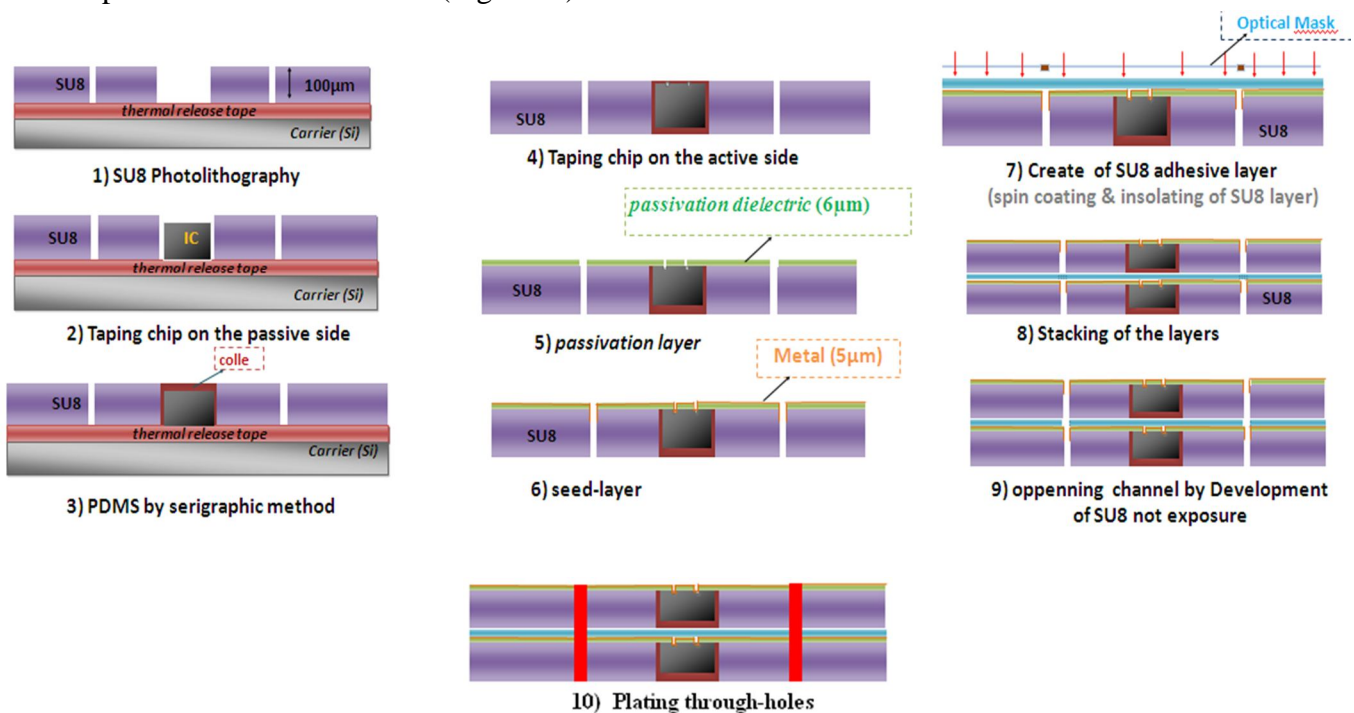 SU8
100µm
thermal release tape
Carrier (Si)
1) SU8 Photolithography
SU8
IC
thermal release tape
Carrier (Si)
2) Taping chip on the passive side
colle
SU8
thermal release tape
Carrier (Si)
3) PDMS by serigraphic method
SU8
4) Taping chip on the active side
passivation dielectric (6µm)
SU8
5) passivation layer
Metal (5µm)
SU8
6) seed-layer
Optical Mask
SU8
7) Create of SU8 adhesive layer
(spin coating & insolating of SU8 layer)
SU8
8) Stacking of the layers
9) oppenning channel by Development
of SU8 not exposure
10) Plating through-holes